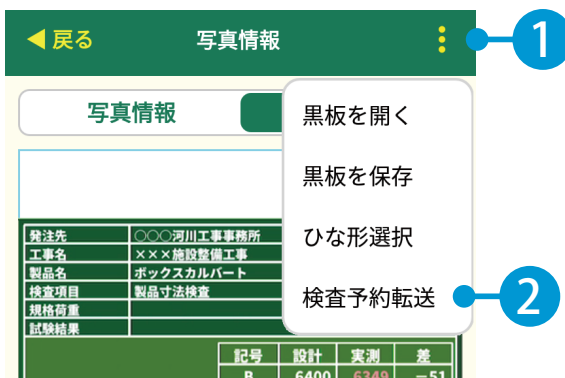 戻る 写真情報 1
写真情報
黒板を開く
黒板を保存
ひな形選択
検査予約転送 2
発注先 〇〇〇河川工事事務所
工事名 ×××施設整備工事
製品名 ボックスカルバート
検査項目 製品寸法検査
規格荷重
試験結果
記号 設計 実測 差
B 6400 6349 −51